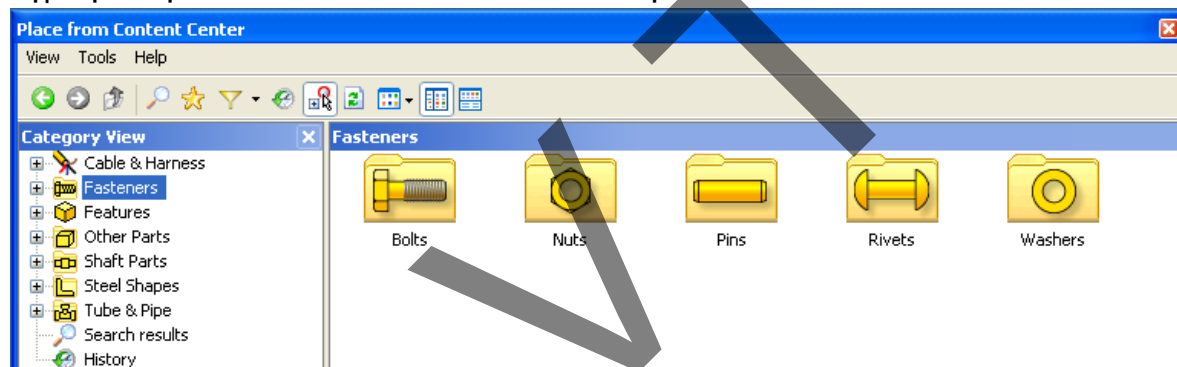 Place from Content Center
View Tools Help
Category View
Fasteners
Cable & Harness
Fasteners
Features
Other Parts
Shaft Parts
Steel Shapes
Tube & Pipe
Search results
History
Bolts
Nuts
Pins
Rivets
Washers